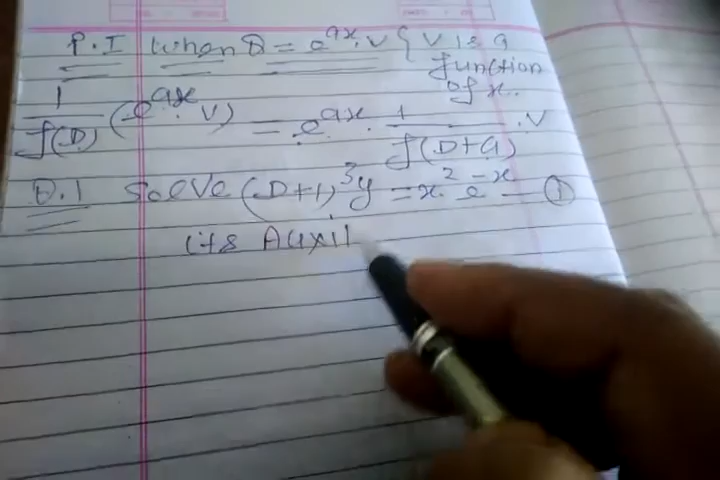 P.I When Q = e^ax.v { v is a
function
of x.
1/f(D) (e^ax v) = e^ax. 1/f(D+a) .v
Q.1 Solve (D+1)^3 y = x^2.e^-x — ①
its Auxil